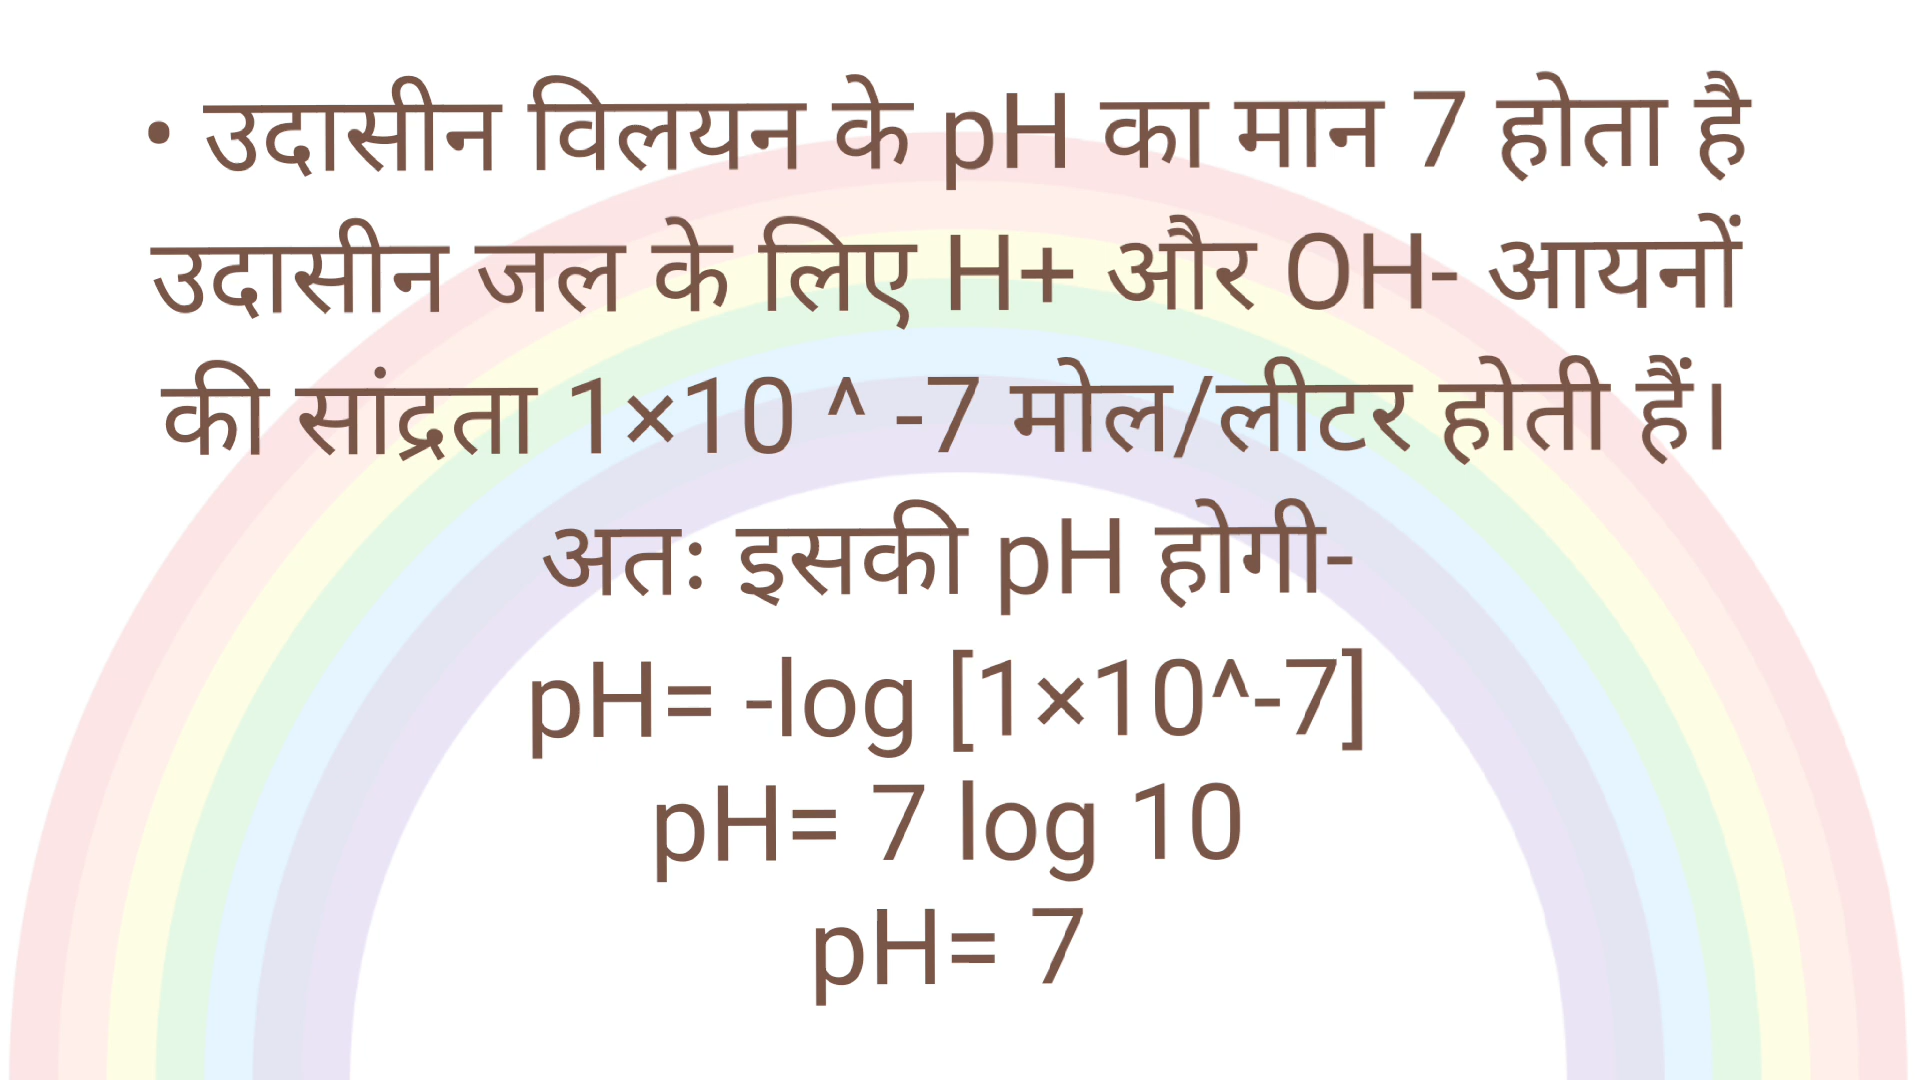 • उदासीन विलयन के pH का मान 7 होता है
उदासीन जल के लिए H+ और OH- आयनों
की सांद्रता 1×10 ^ -7 मोल/लीटर होती हैं।
अतः इसकी pH होगी-
pH= -log [1×10^-7]
pH= 7 log 10
pH= 7